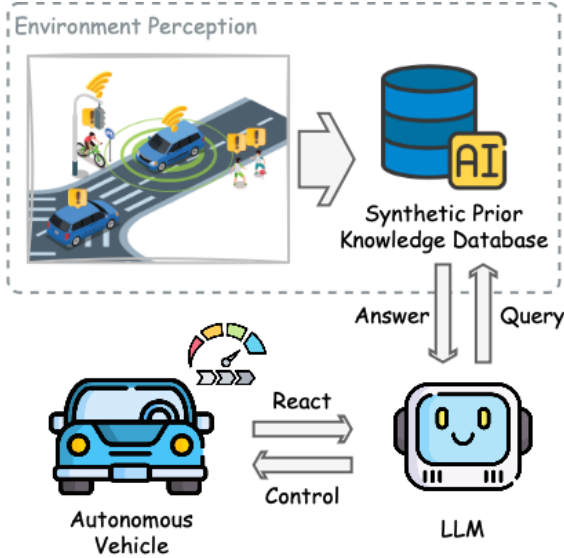 Environment Perception
AI
Synthetic Prior
Knowledge Database
Answer
Query
React
Control
Autonomous
Vehicle
LLM